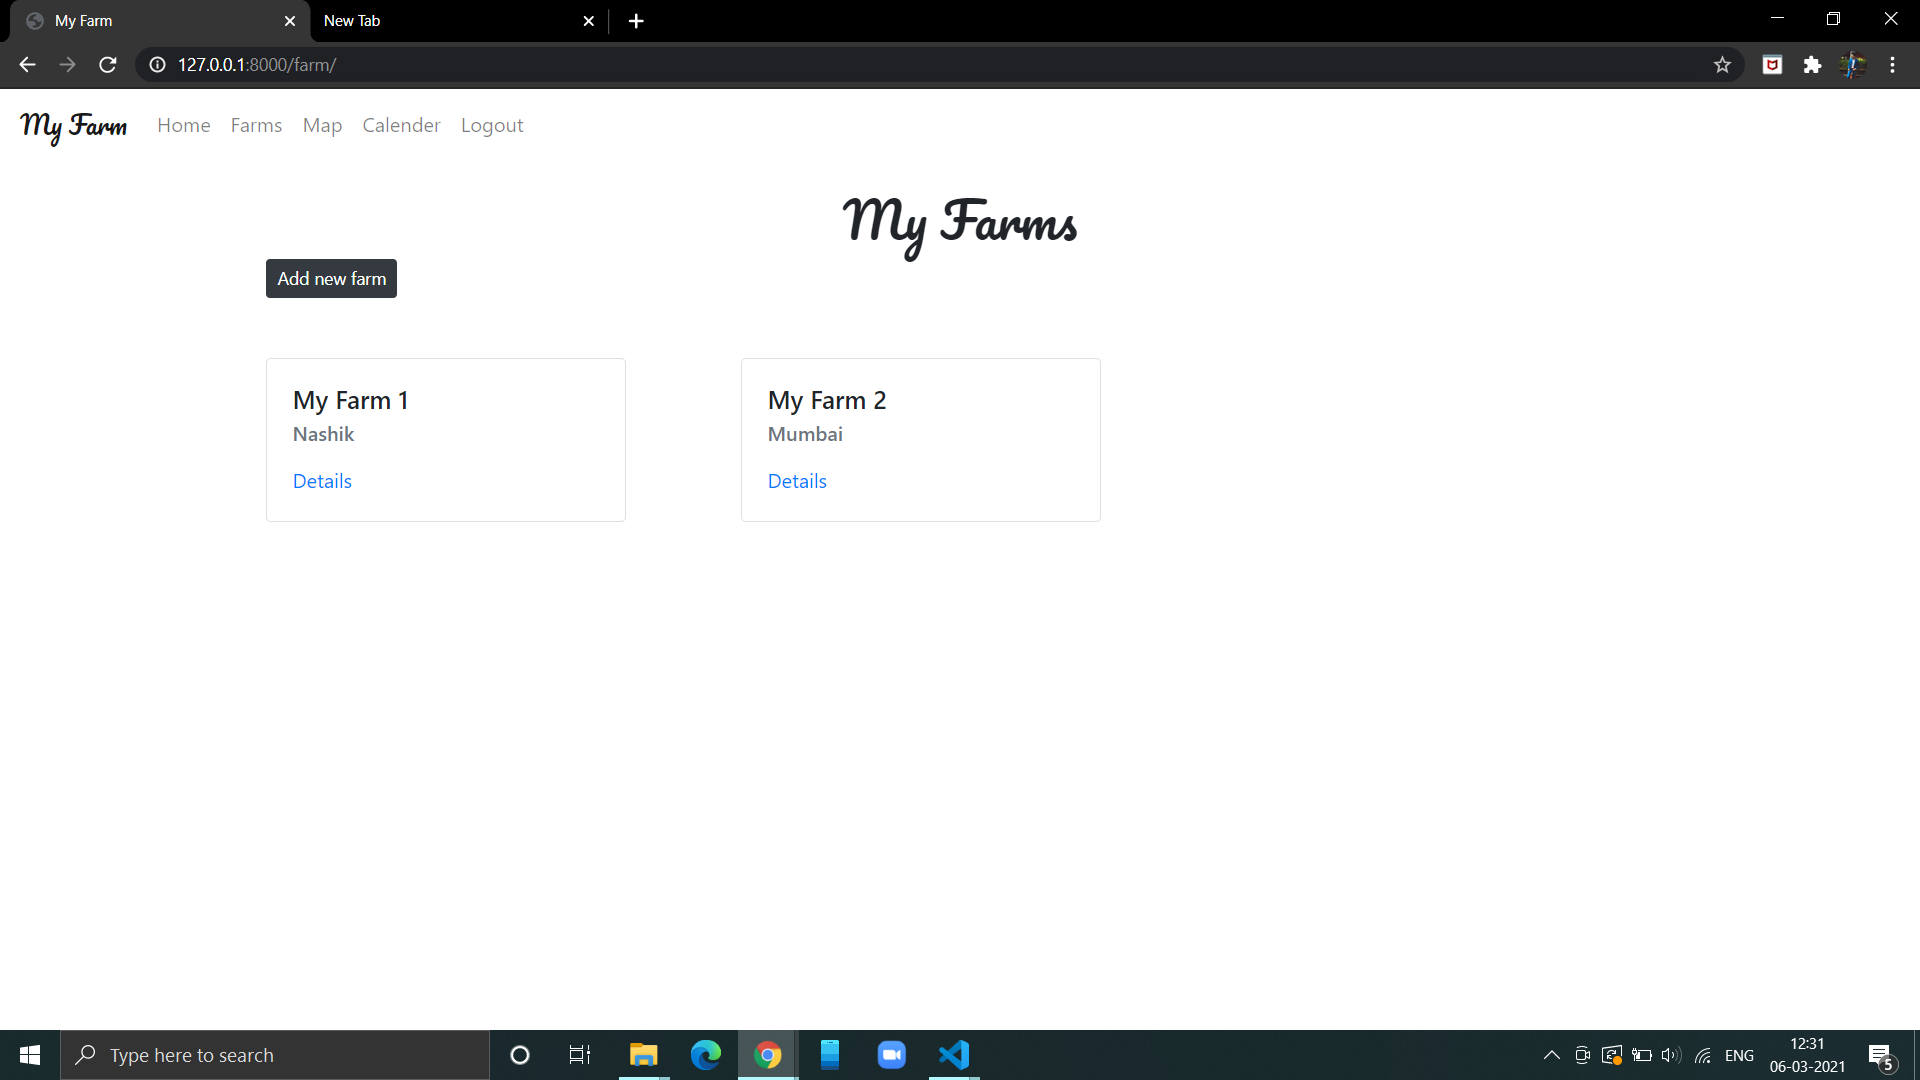 My Farm
New Tab
127.0.0.1:8000/farm/
My Farm Home Farms Map Calender Logout
My Farms
Add new farm
My Farm 1
Nashik
Details
My Farm 2
Mumbai
Details
Type here to search
ENG
12:31
06-03-2021
5